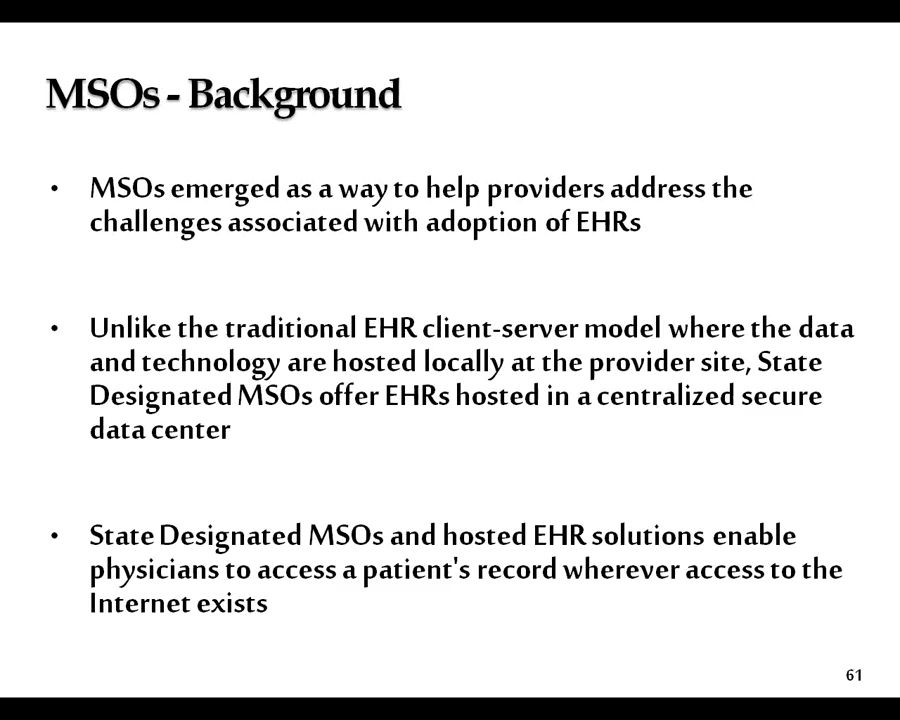 MSOs - Background
• MSOs emerged as a way to help providers address the
challenges associated with adoption of EHRs
• Unlike the traditional EHR client-server model where the data
and technology are hosted locally at the provider site, State
Designated MSOs offer EHRs hosted in a centralized secure
data center
• State Designated MSOs and hosted EHR solutions enable
physicians to access a patient's record wherever access to the
Internet exists
61